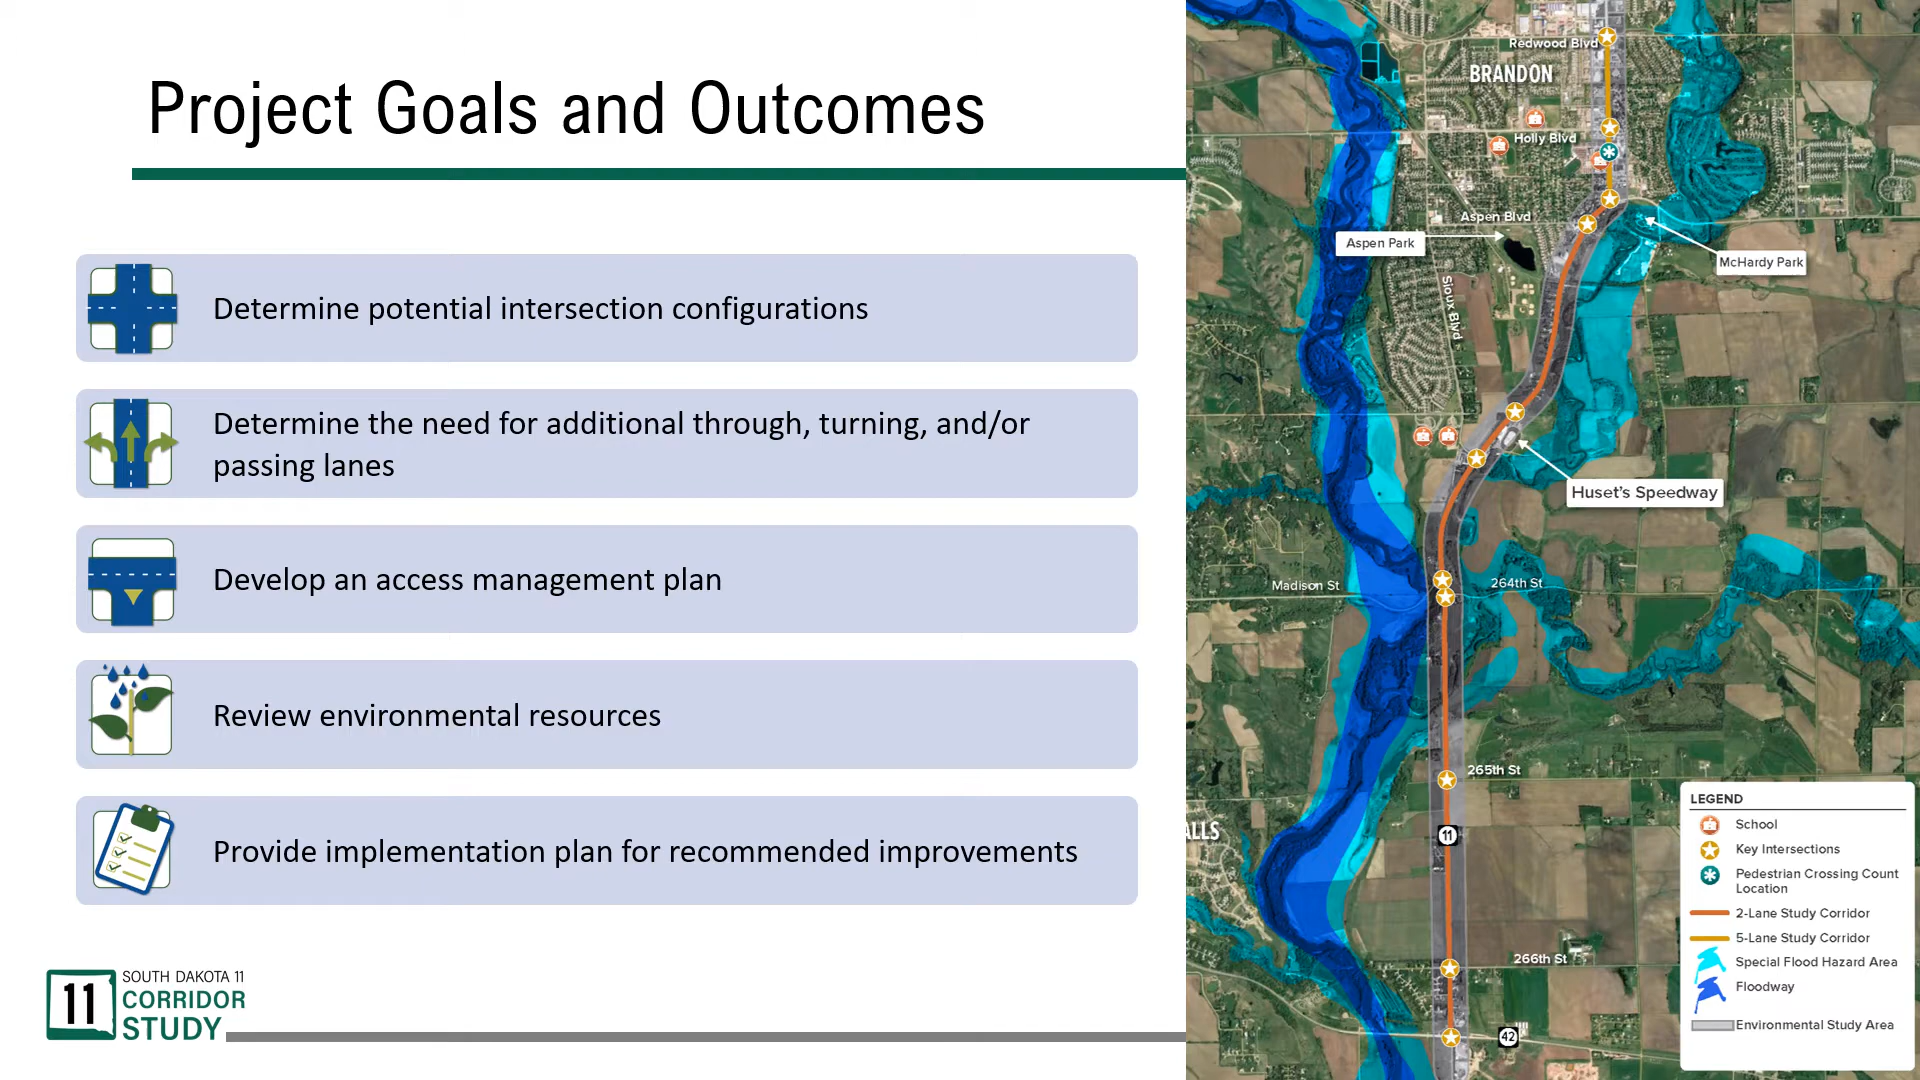 Project Goals and Outcomes
Determine potential intersection configurations
Determine the need for additional through, turning, and/or
passing lanes
Develop an access management plan
Review environmental resources
Provide implementation plan for recommended improvements
11
SOUTH DAKOTA 11
CORRIDOR
STUDY
Redwood Blvd
BRANDON
Holly Blvd
Aspen Blvd
Aspen Park
McHardy Park
Sioux Blvd
Huset's Speedway
Madison St
264th St
265th St
11
ALLS
266th St
42
LEGEND
School
Key Intersections
Pedestrian Crossing Count
Location
2-Lane Study Corridor
5-Lane Study Corridor
Special Flood Hazard Area
Floodway
Environmental Study Area